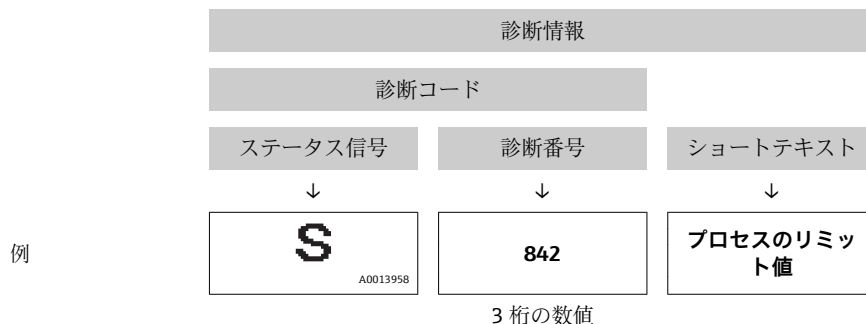 診断情報
診断コード
ステータス信号 診断番号 ショートテキスト
↓ ↓ ↓
例 S 842 プロセスのリミッ
ト値
A0013958
3 桁の数値